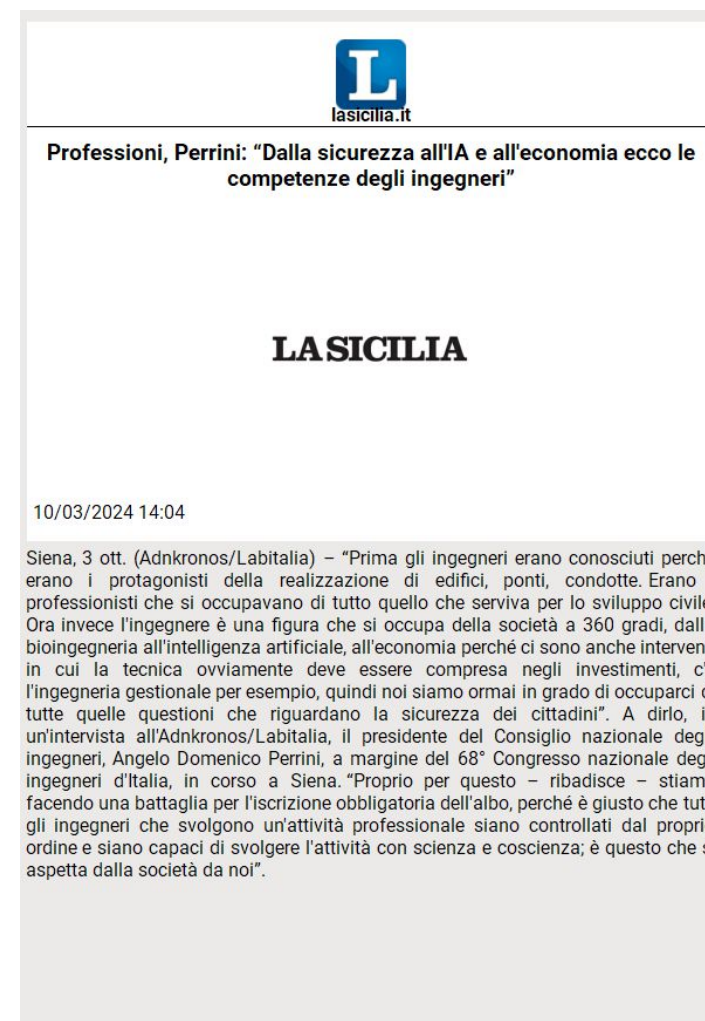 L
lasicilia.it
Professioni, Perrini: “Dalla sicurezza all'IA e all'economia ecco le
competenze degli ingegneri”
LA SICILIA
10/03/2024 14:04
Siena, 3 ott. (Adnkronos/Labitalia) – “Prima gli ingegneri erano conosciuti perch
erano i protagonisti della realizzazione di edifici, ponti, condotte. Erano
professionisti che si occupavano di tutto quello che serviva per lo sviluppo civile
Ora invece l'ingegnere è una figura che si occupa della società a 360 gradi, dall
bioingegneria all'intelligenza artificiale, all'economia perché ci sono anche interven
in cui la tecnica ovviamente deve essere compresa negli investimenti, c'
l'ingegneria gestionale per esempio, quindi noi siamo ormai in grado di occuparci d
tutte quelle questioni che riguardano la sicurezza dei cittadini”. A dirlo, i
un'intervista all'Adnkronos/Labitalia, il presidente del Consiglio nazionale deg
ingegneri, Angelo Domenico Perrini, a margine del 68° Congresso nazionale deg
ingegneri d'Italia, in corso a Siena. “Proprio per questo – ribadisce – stiam
facendo una battaglia per l'iscrizione obbligatoria dell'albo, perché è giusto che tut
gli ingegneri che svolgono un'attività professionale siano controllati dal propri
ordine e siano capaci di svolgere l'attività con scienza e coscienza; è questo che s
aspetta dalla società da noi”.